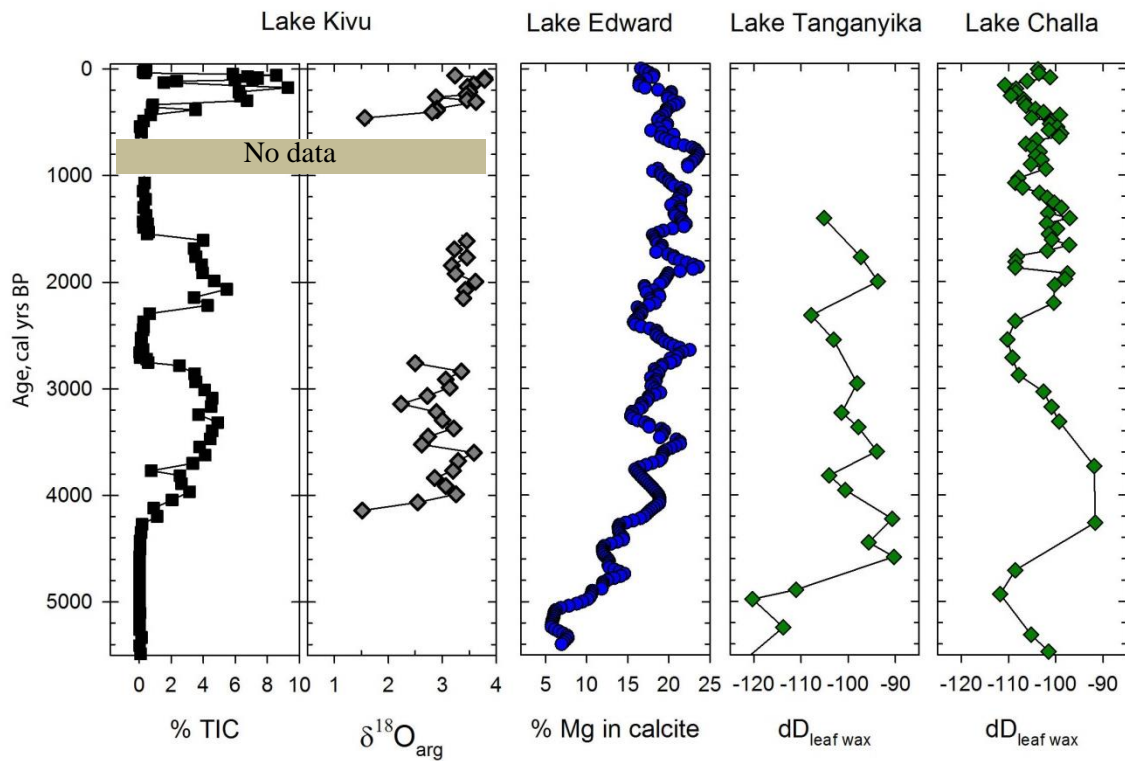 Lake Kivu Lake Edward Lake Tanganyika Lake Challa
Age, cal yrs BP
0
1000
2000
3000
4000
5000
No data
0 2 4 6 8 10 1 2 3 4 5 10 15 20 25 -120 -110 -100 -90 -120 -110 -100 -90
% TIC δ18Oarg % Mg in calcite dDleaf wax dDleaf wax